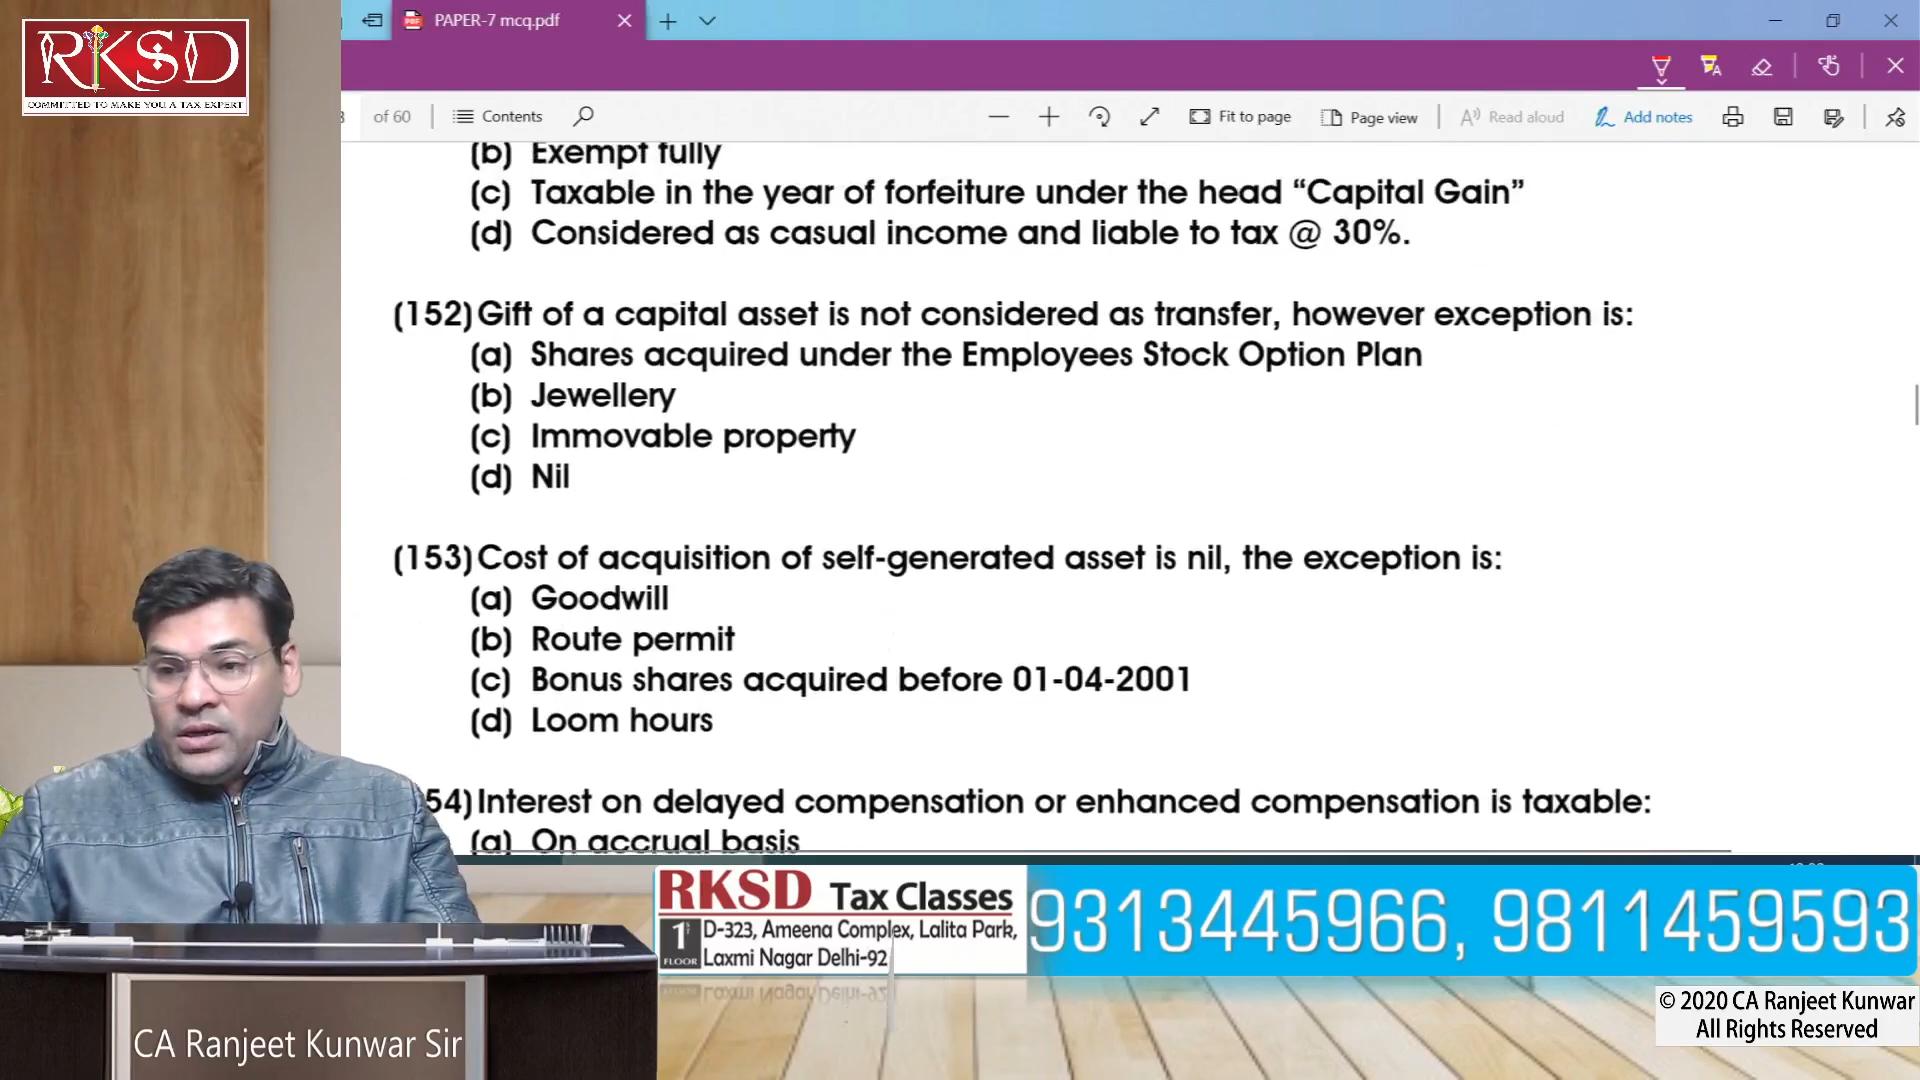 RKSD
COMMITTED TO MAKE YOU A TAX EXPERT
PAPER-7 mcq.pdf
of 60
Contents
Fit to page
Page view
Read aloud
Add notes
(b) Exempt fully
(c) Taxable in the year of forfeiture under the head “Capital Gain”
(d) Considered as casual income and liable to tax @ 30%.
(152) Gift of a capital asset is not considered as transfer, however exception is:
(a) Shares acquired under the Employees Stock Option Plan
(b) Jewellery
(c) Immovable property
(d) Nil
(153) Cost of acquisition of self-generated asset is nil, the exception is:
(a) Goodwill
(b) Route permit
(c) Bonus shares acquired before 01-04-2001
(d) Loom hours
54) Interest on delayed compensation or enhanced compensation is taxable:
(a) On accrual basis
RKSD Tax Classes
1ST FLOOR
D-323, Ameena Complex, Lalita Park,
Laxmi Nagar Delhi-92
9313445966, 9811459593
CA Ranjeet Kunwar Sir
© 2020 CA Ranjeet Kunwar
All Rights Reserved